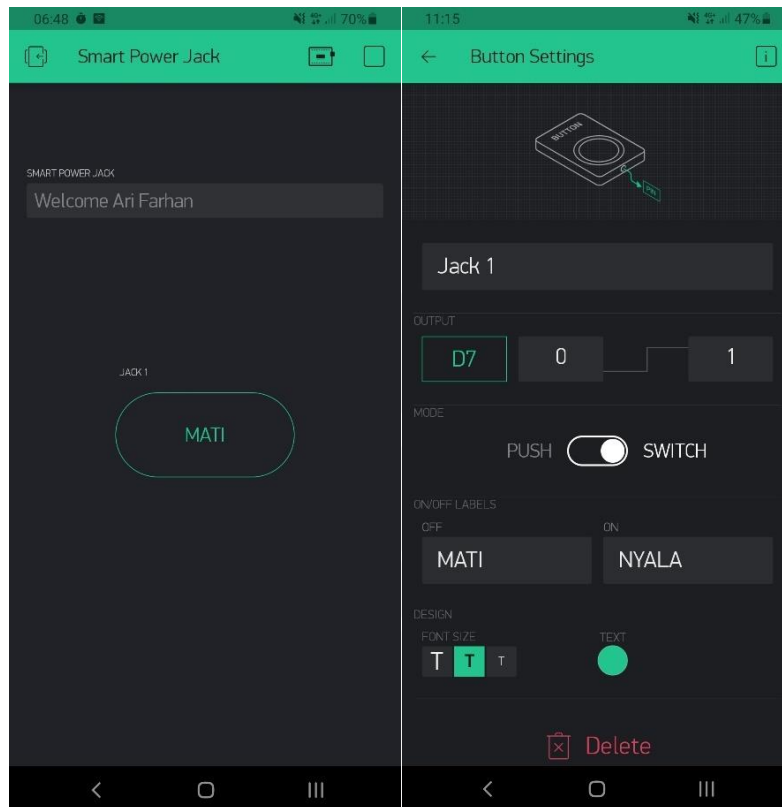 06:48 4G+ 70%
Smart Power Jack
SMART POWER JACK
Welcome Ari Farhan
JACK 1
MATI
11:15 4G+ 47%
Button Settings
BUTTON
PIN
Jack 1
OUTPUT
D7 0 1
MODE
PUSH SWITCH
ON/OFF LABELS
OFF ON
MATI NYALA
DESIGN
FONT SIZE TEXT
T T T
Delete